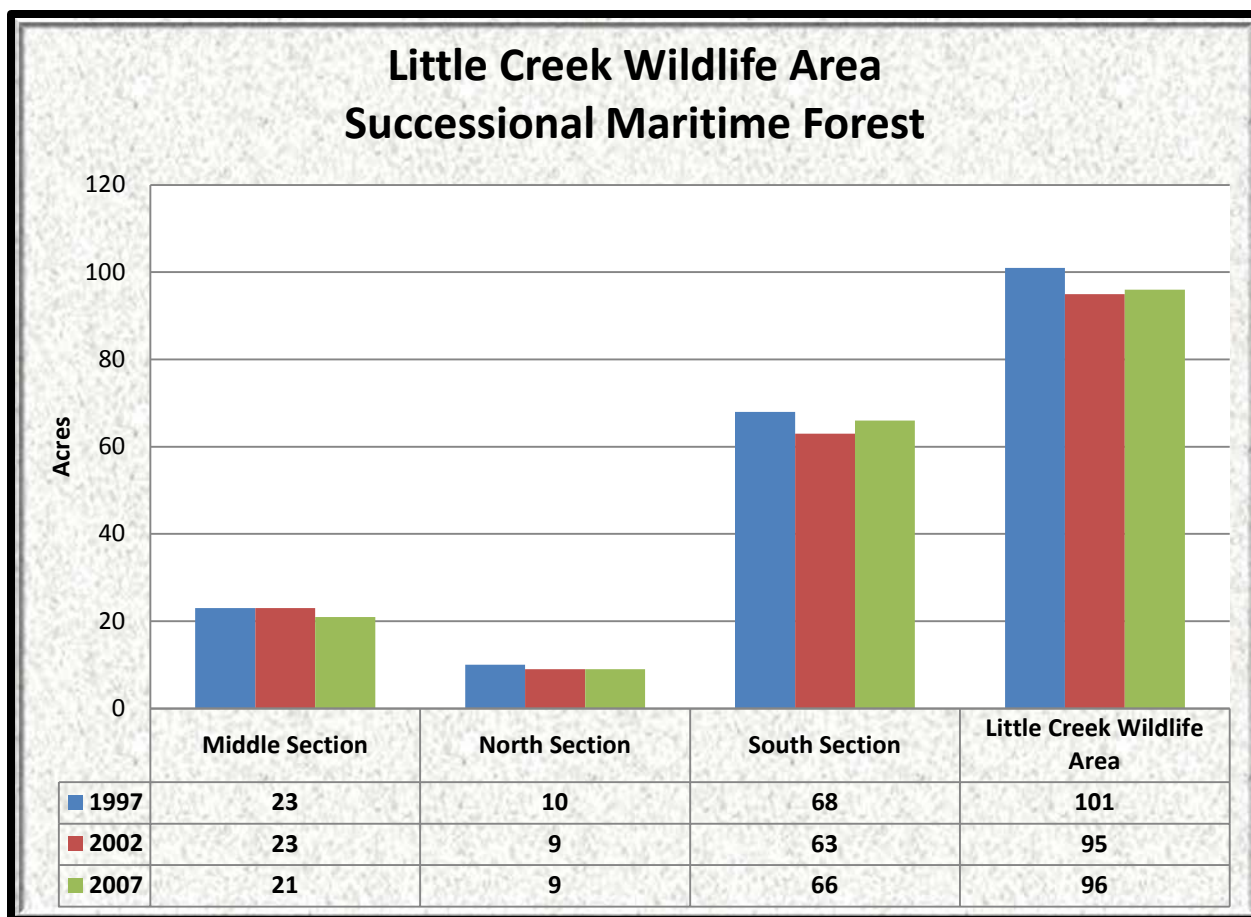 Little Creek Wildlife Area
Successional Maritime Forest
120
100
80
60
40
20
0
Acres
Middle Section North Section South Section Little Creek Wildlife Area
1997 23 10 68 101
2002 23 9 63 95
2007 21 9 66 96